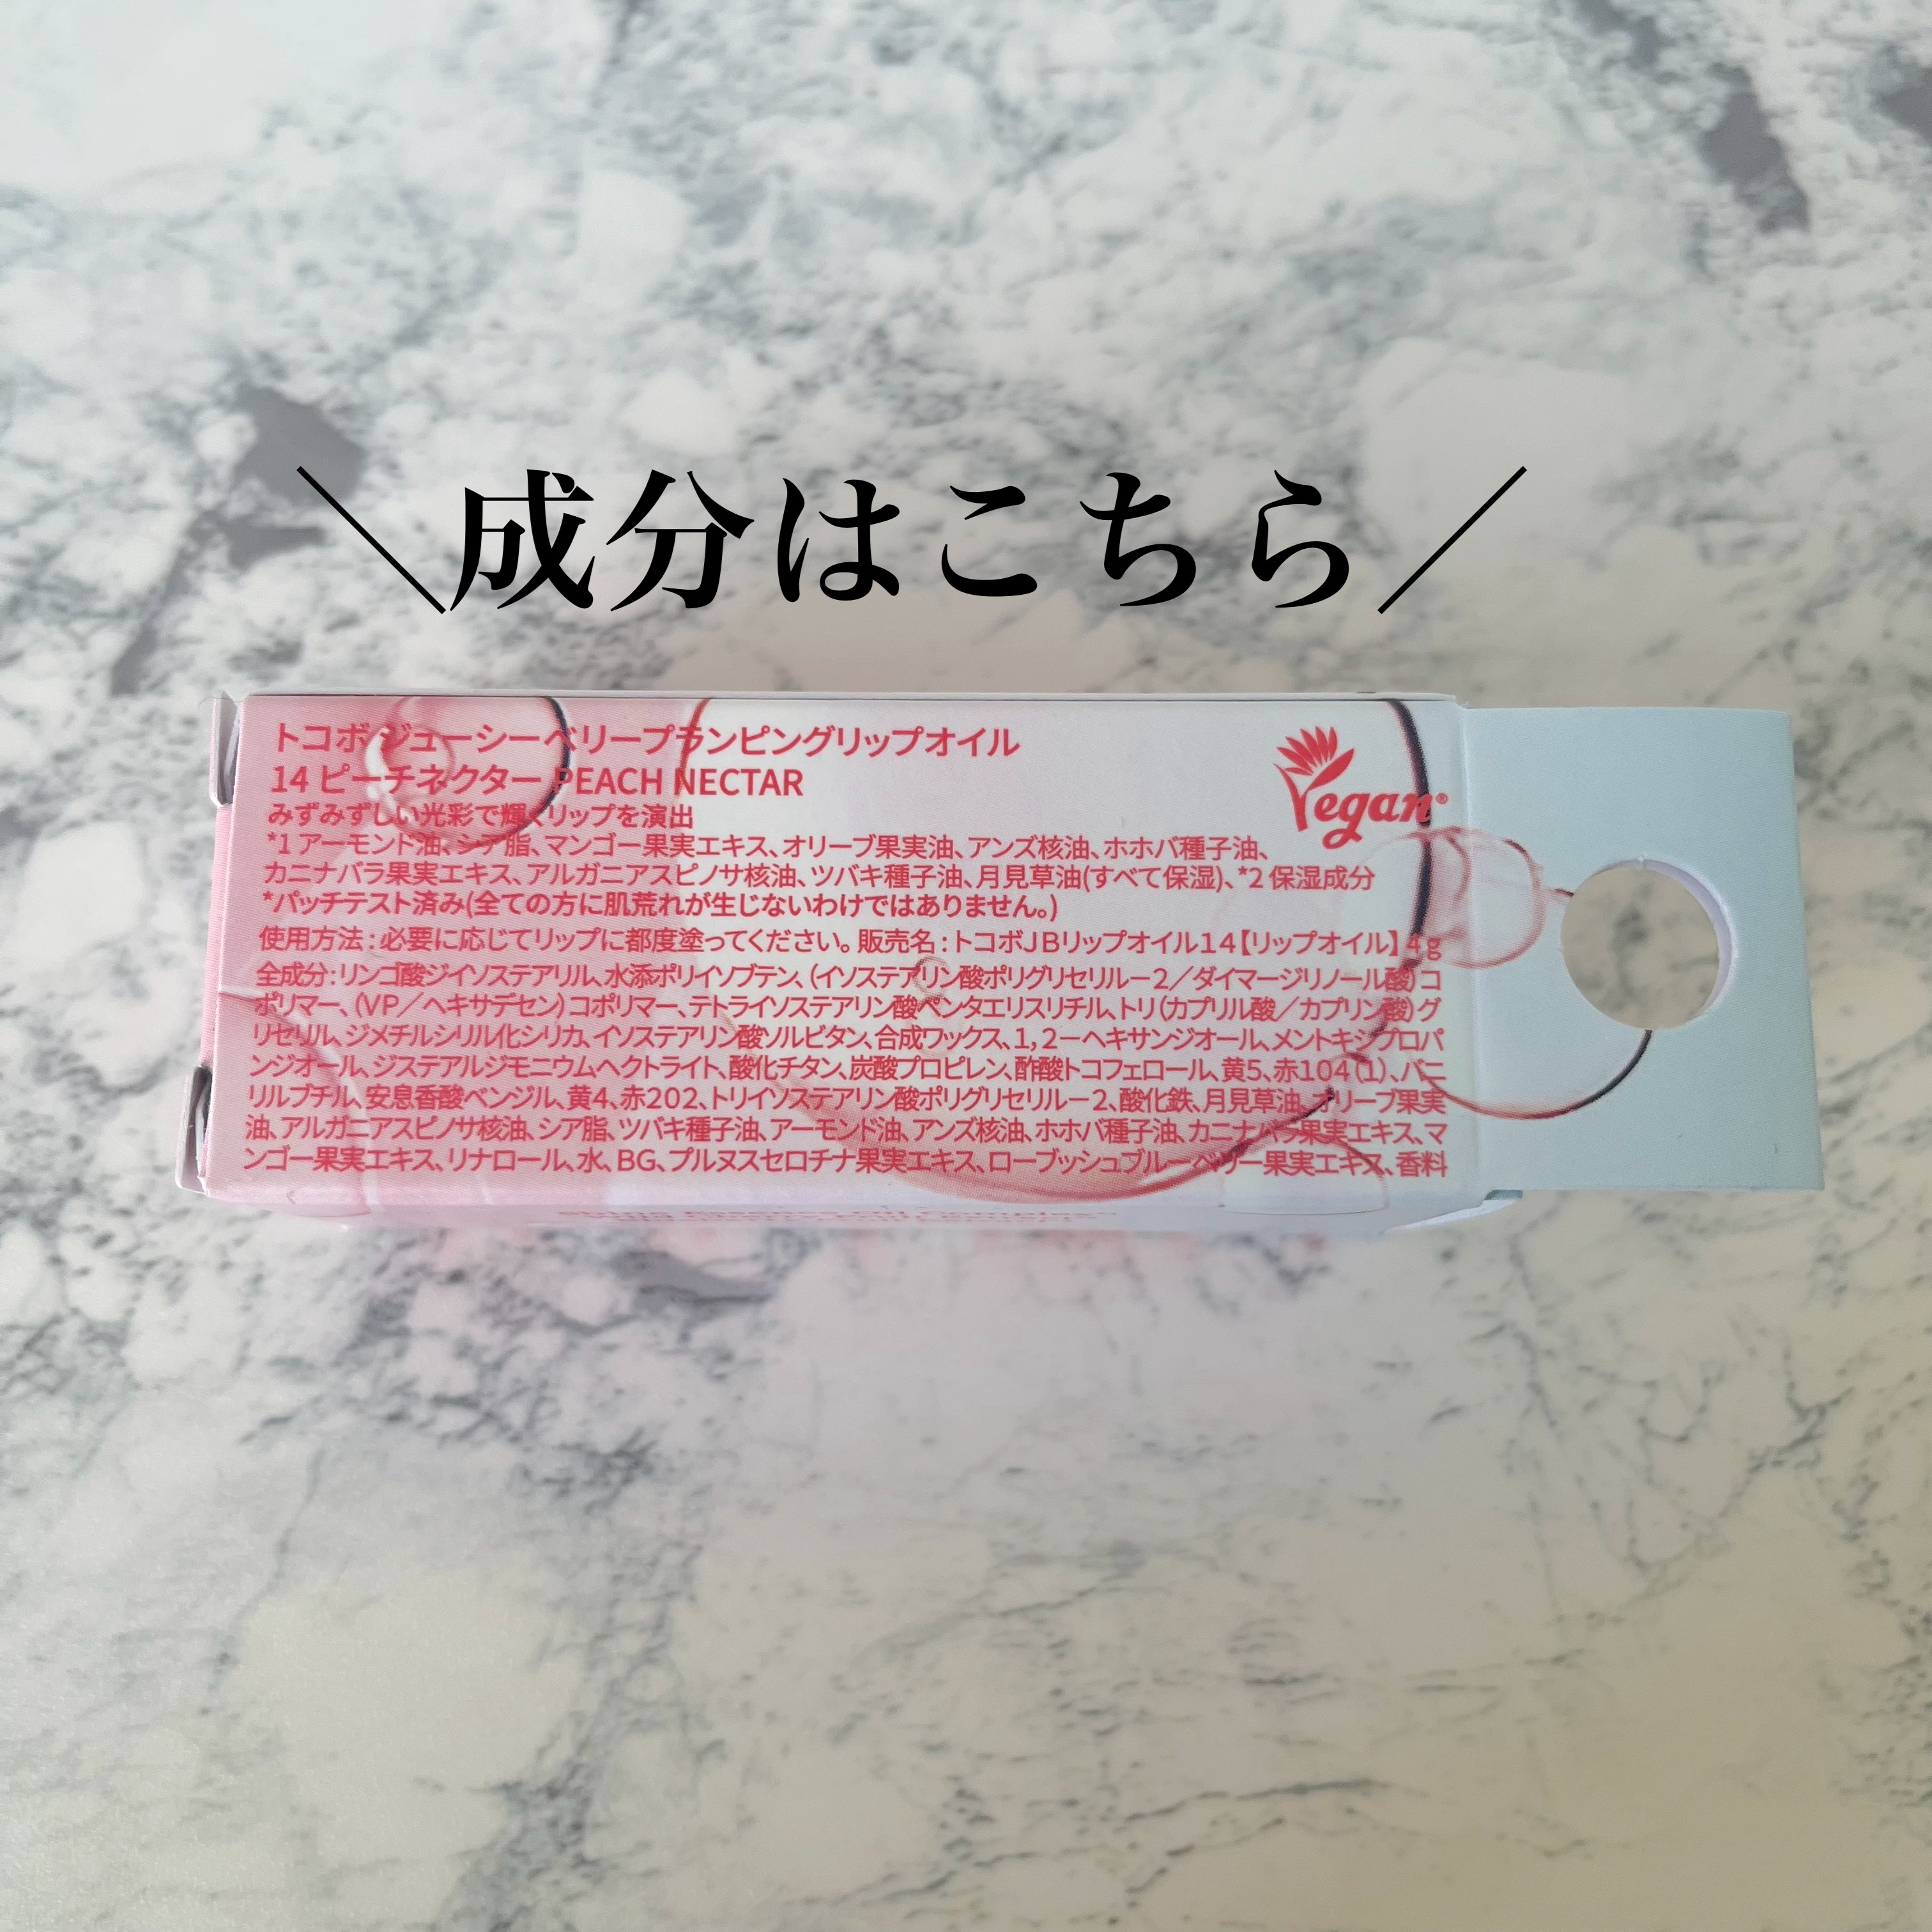 ＼成分はこちら／
トコボ ジューシーベリープランピングリップオイル
14 ピーチネクター PEACH NECTAR
みずみずしい光彩で輝くリップを演出
*1 アーモンド油、シア脂、マンゴー果実エキス、オリーブ果実油、アンズ核油、ホホバ種子油、
カニナバラ果実エキス、アルガニアスピノサ核油、ツバキ種子油、月見草油(すべて保湿)、*2 保湿成分
*パッチテスト済み(全ての方に肌荒れが生じないわけではありません。)
使用方法 : 必要に応じてリップに都度塗ってください。 販売名 : トコボＪＢリップオイル１４【リップオイル】 4g
全成分 : リンゴ酸ジイソステアリル、水添ポリイソブテン、（イソステアリン酸ポリグリセリル－２／ダイマージリノール酸）コ
ポリマー、（VP／ヘキサデセン）コポリマー、テトライソステアリン酸ペンタエリスリチル、トリ（カプリル酸／カプリン酸）グ
リセリル、ジメチルシリル化シリカ、イソステアリン酸ソルビタン、合成ワックス、１，２－ヘキサンジオール、メントキシプロパ
ンジオール、ジステアルジモニウムヘクトライト、酸化チタン、炭酸プロピレン、酢酸トコフェロール、黄５、赤１０４（１）、バニ
リルブチル、安息香酸ベンジル、黄４、赤２０２、トリイソステアリン酸ポリグリセリル－２、酸化鉄、月見草油、オリーブ果実
油、アルガニアスピノサ核油、シア脂、ツバキ種子油、アーモンド油、アンズ核油、ホホバ種子油、カニナバラ果実エキス、マ
ンゴー果実エキス、リナロール、水、BG、プルヌスセロチナ果実エキス、ローブッシュブルーベリー果実エキス、香料
Vegan®